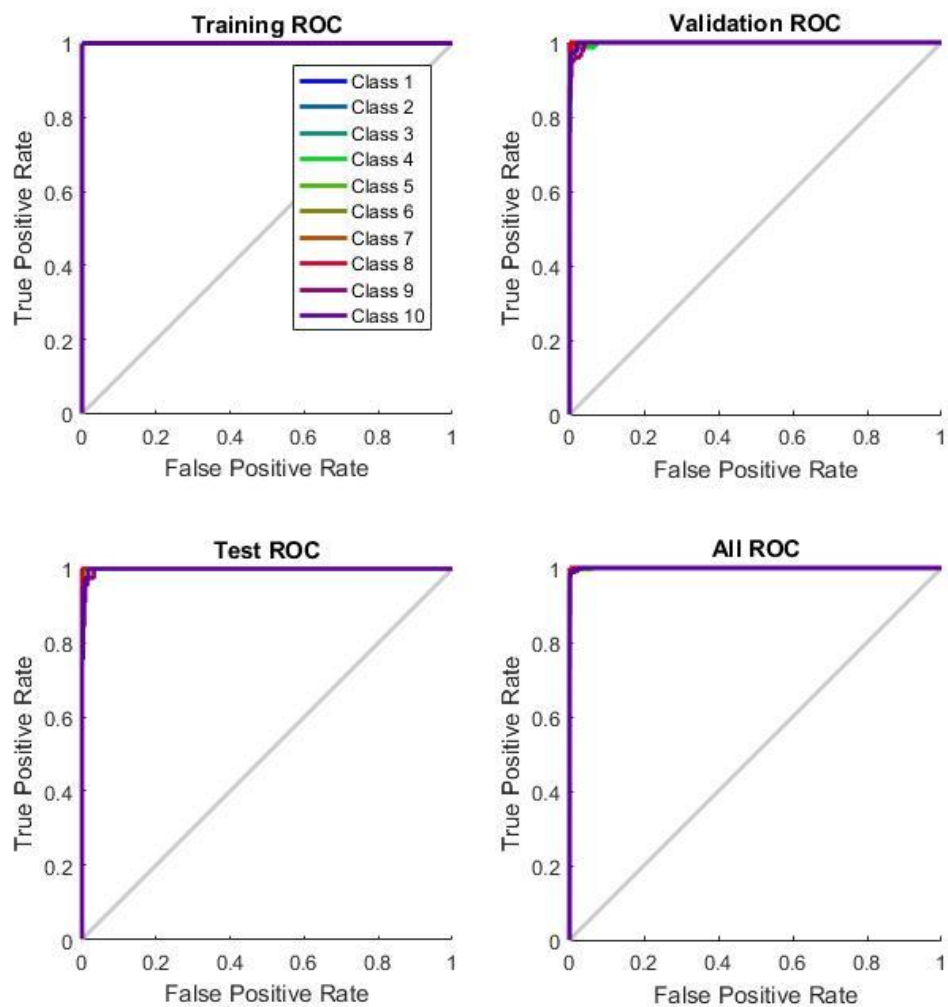 Training ROC
True Positive Rate
1
0.8
0.6
0.4
0.2
0
Class 1
Class 2
Class 3
Class 4
Class 5
Class 6
Class 7
Class 8
Class 9
Class 10
0 0.2 0.4 0.6 0.8 1
False Positive Rate
Validation ROC
True Positive Rate
1
0.8
0.6
0.4
0.2
0
0 0.2 0.4 0.6 0.8 1
False Positive Rate
Test ROC
True Positive Rate
1
0.8
0.6
0.4
0.2
0
0 0.2 0.4 0.6 0.8 1
False Positive Rate
All ROC
True Positive Rate
1
0.8
0.6
0.4
0.2
0
0 0.2 0.4 0.6 0.8 1
False Positive Rate